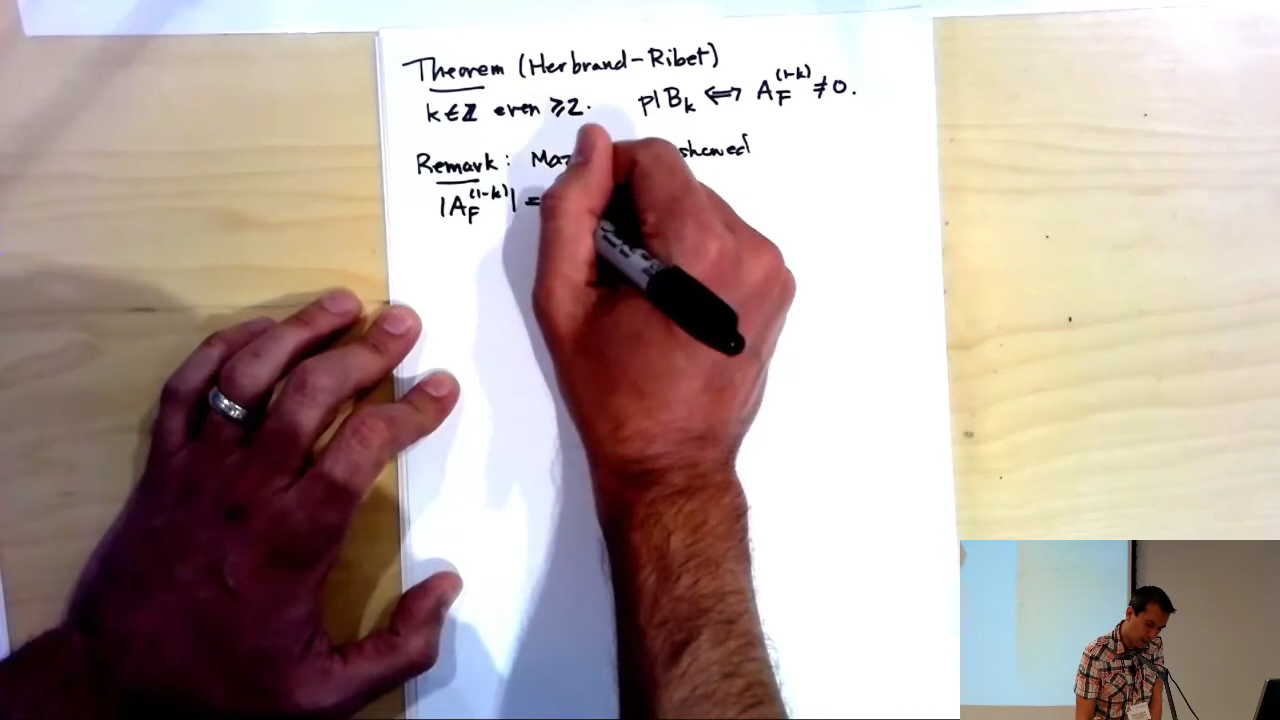 Theorem (Herbrand-Ribet)
k ∈ ℤ even ≥2. p|B_k ⟺ A_F^(1-k) ≠ 0.
Remark: showed
|A_F^(1-k)| =